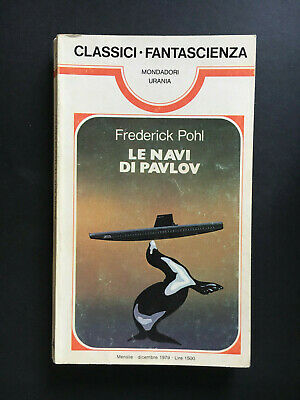 CLASSICI • FANTASCIENZA
MONDADORI
URANIA
Frederick Pohl
LE NAVI
DI PAVLOV
Mensile - dicembre 1979 - Lire 1500